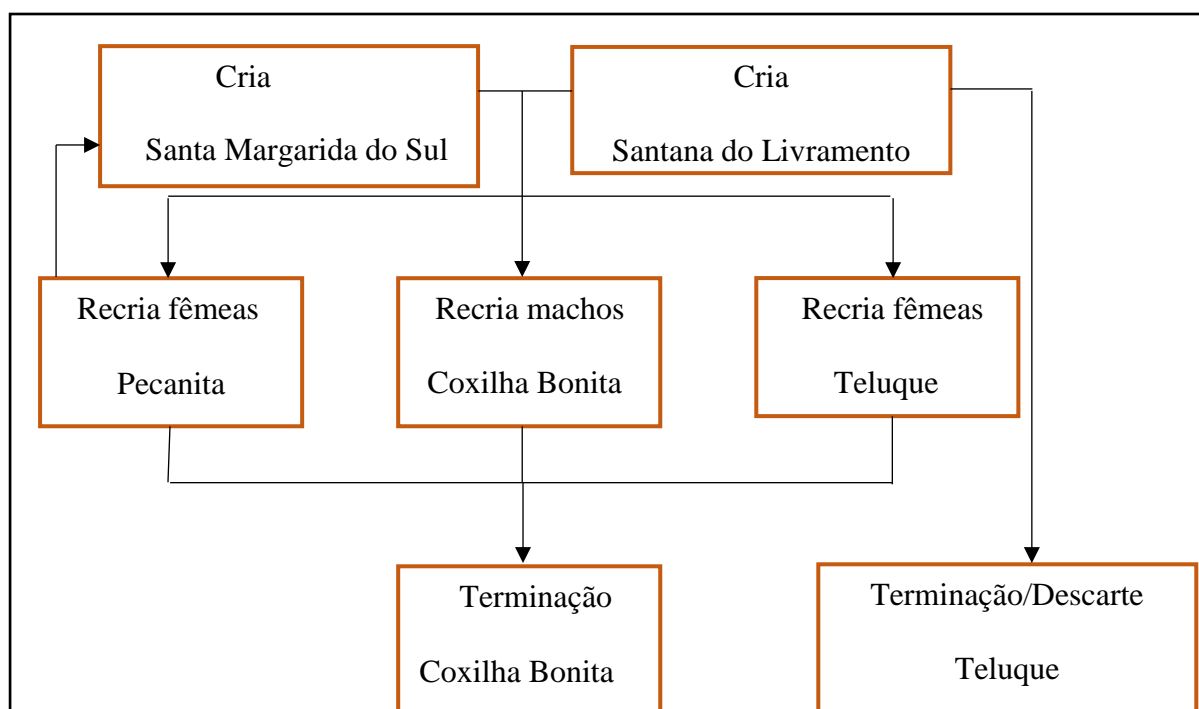 Cria
Santa Margarida do Sul
Cria
Santana do Livramento
Recria fêmeas
Pecanita
Recria machos
Coxilha Bonita
Recria fêmeas
Teluque
Terminação
Coxilha Bonita
Terminação/Descarte
Teluque